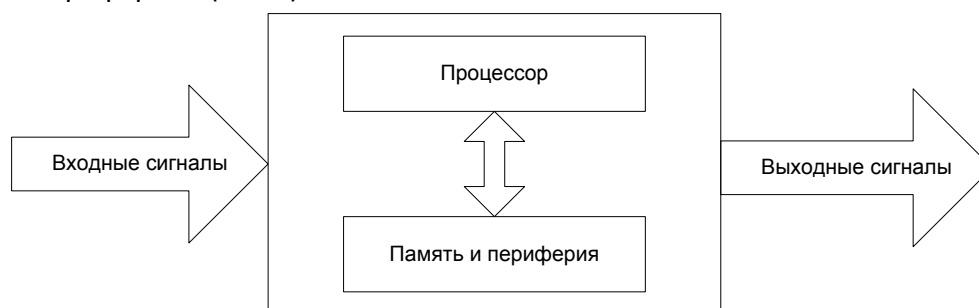 Процессор
Входные сигналы
Выходные сигналы
Память и периферия